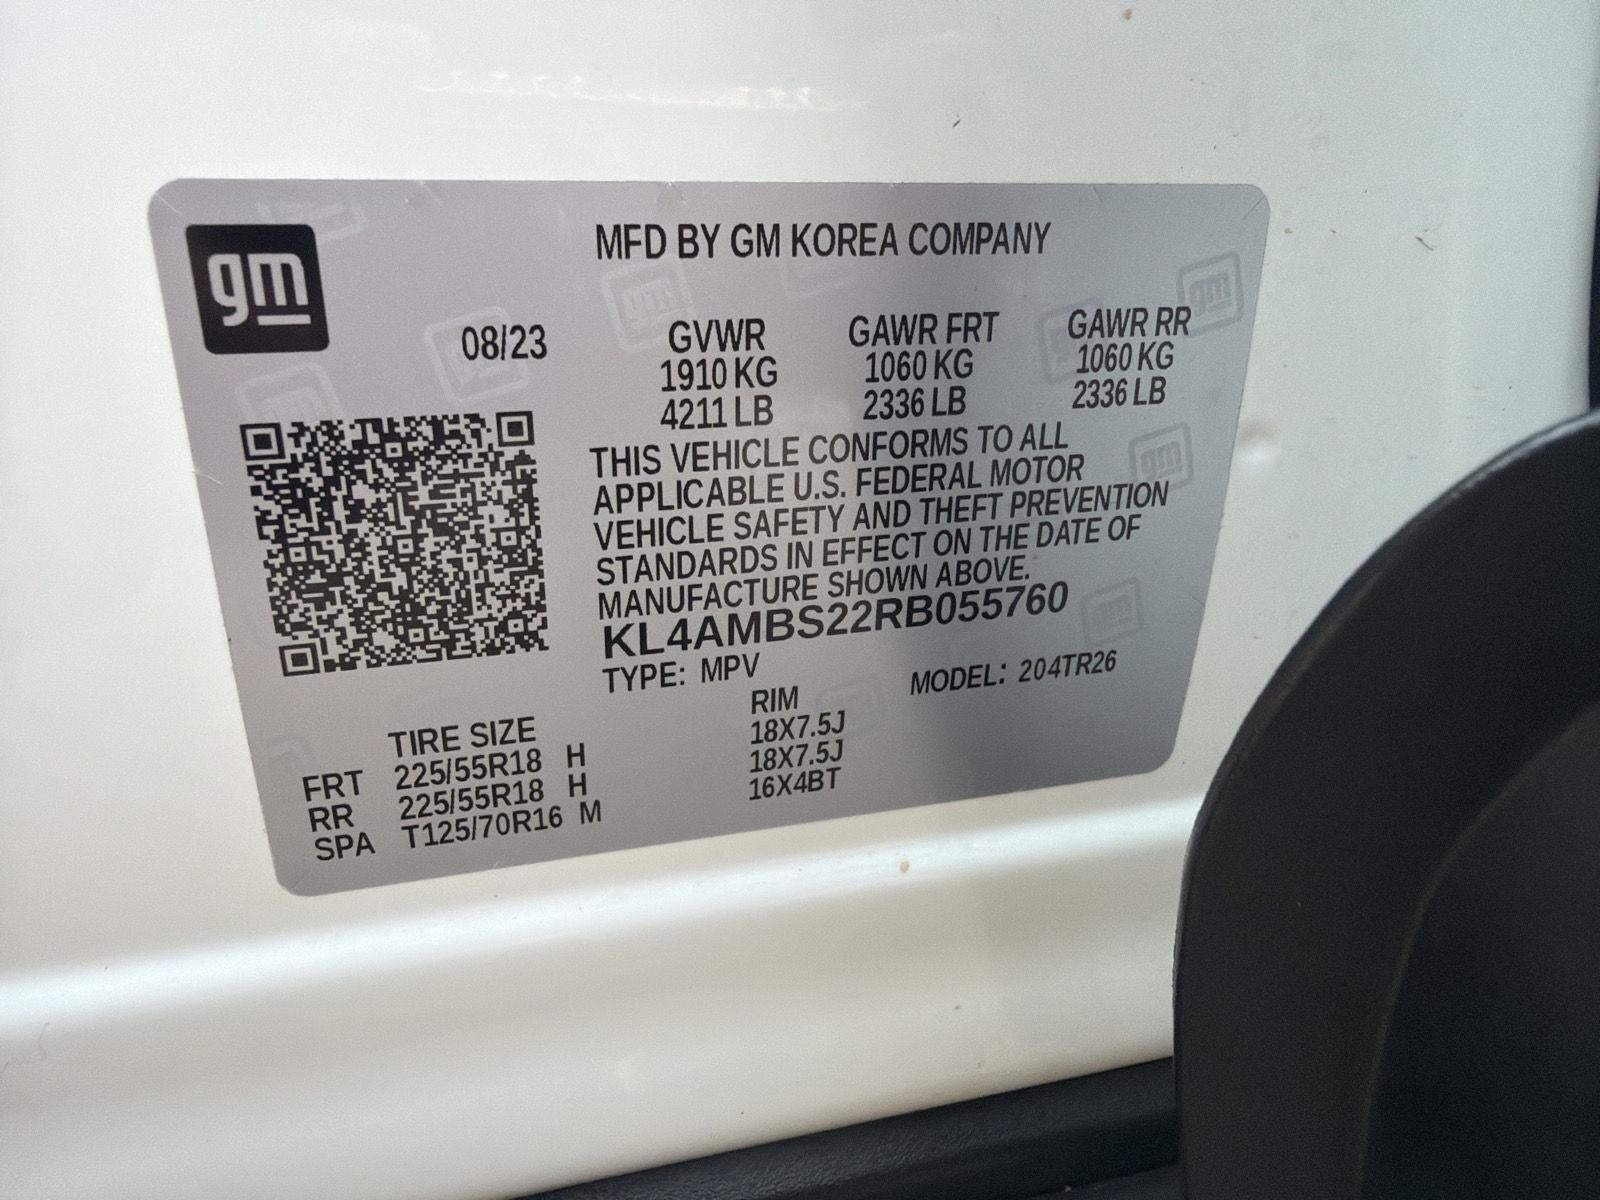 gm
MFD BY GM KOREA COMPANY
08/23
GVWR GAWR FRT GAWR RR
1910 KG 1060 KG 1060 KG
4211 LB 2336 LB 2336 LB
THIS VEHICLE CONFORMS TO ALL
APPLICABLE U.S. FEDERAL MOTOR
VEHICLE SAFETY AND THEFT PREVENTION
STANDARDS IN EFFECT ON THE DATE OF
MANUFACTURE SHOWN ABOVE.
KL4AMBS22RB055760
TYPE: MPV MODEL: 204TR26
TIRE SIZE RIM
FRT 225/55R18 H 18X7.5J
RR 225/55R18 H 18X7.5J
SPA T125/70R16 M 16X4BT